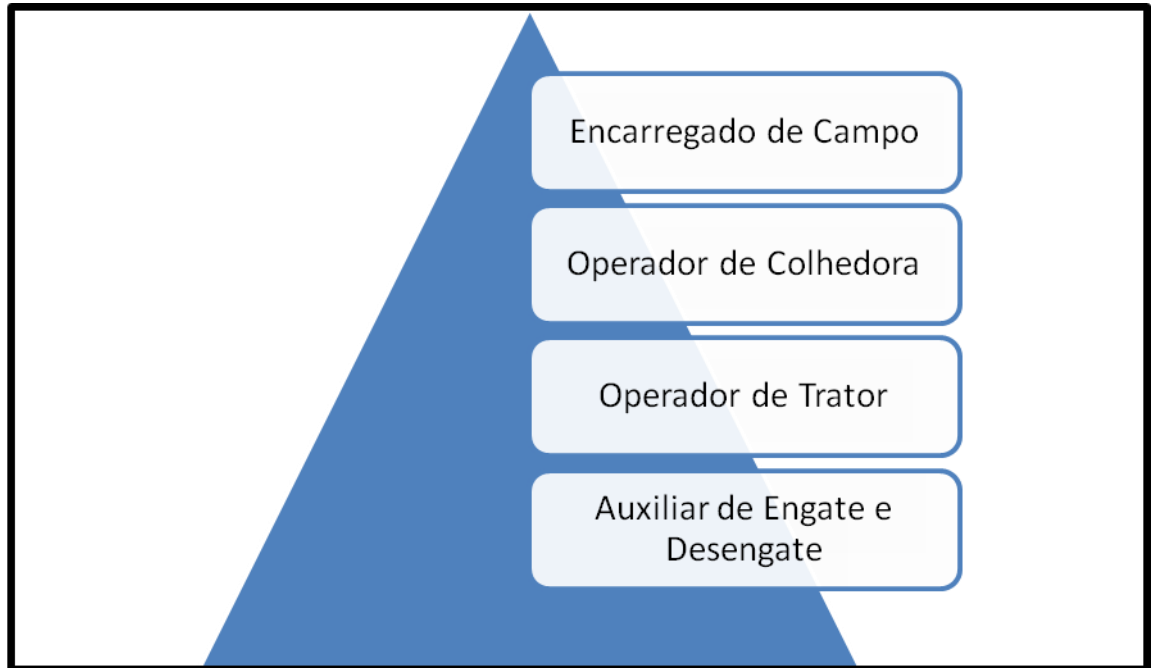 Encarregado de Campo
Operador de Colhedora
Operador de Trator
Auxiliar de Engate e
Desengate